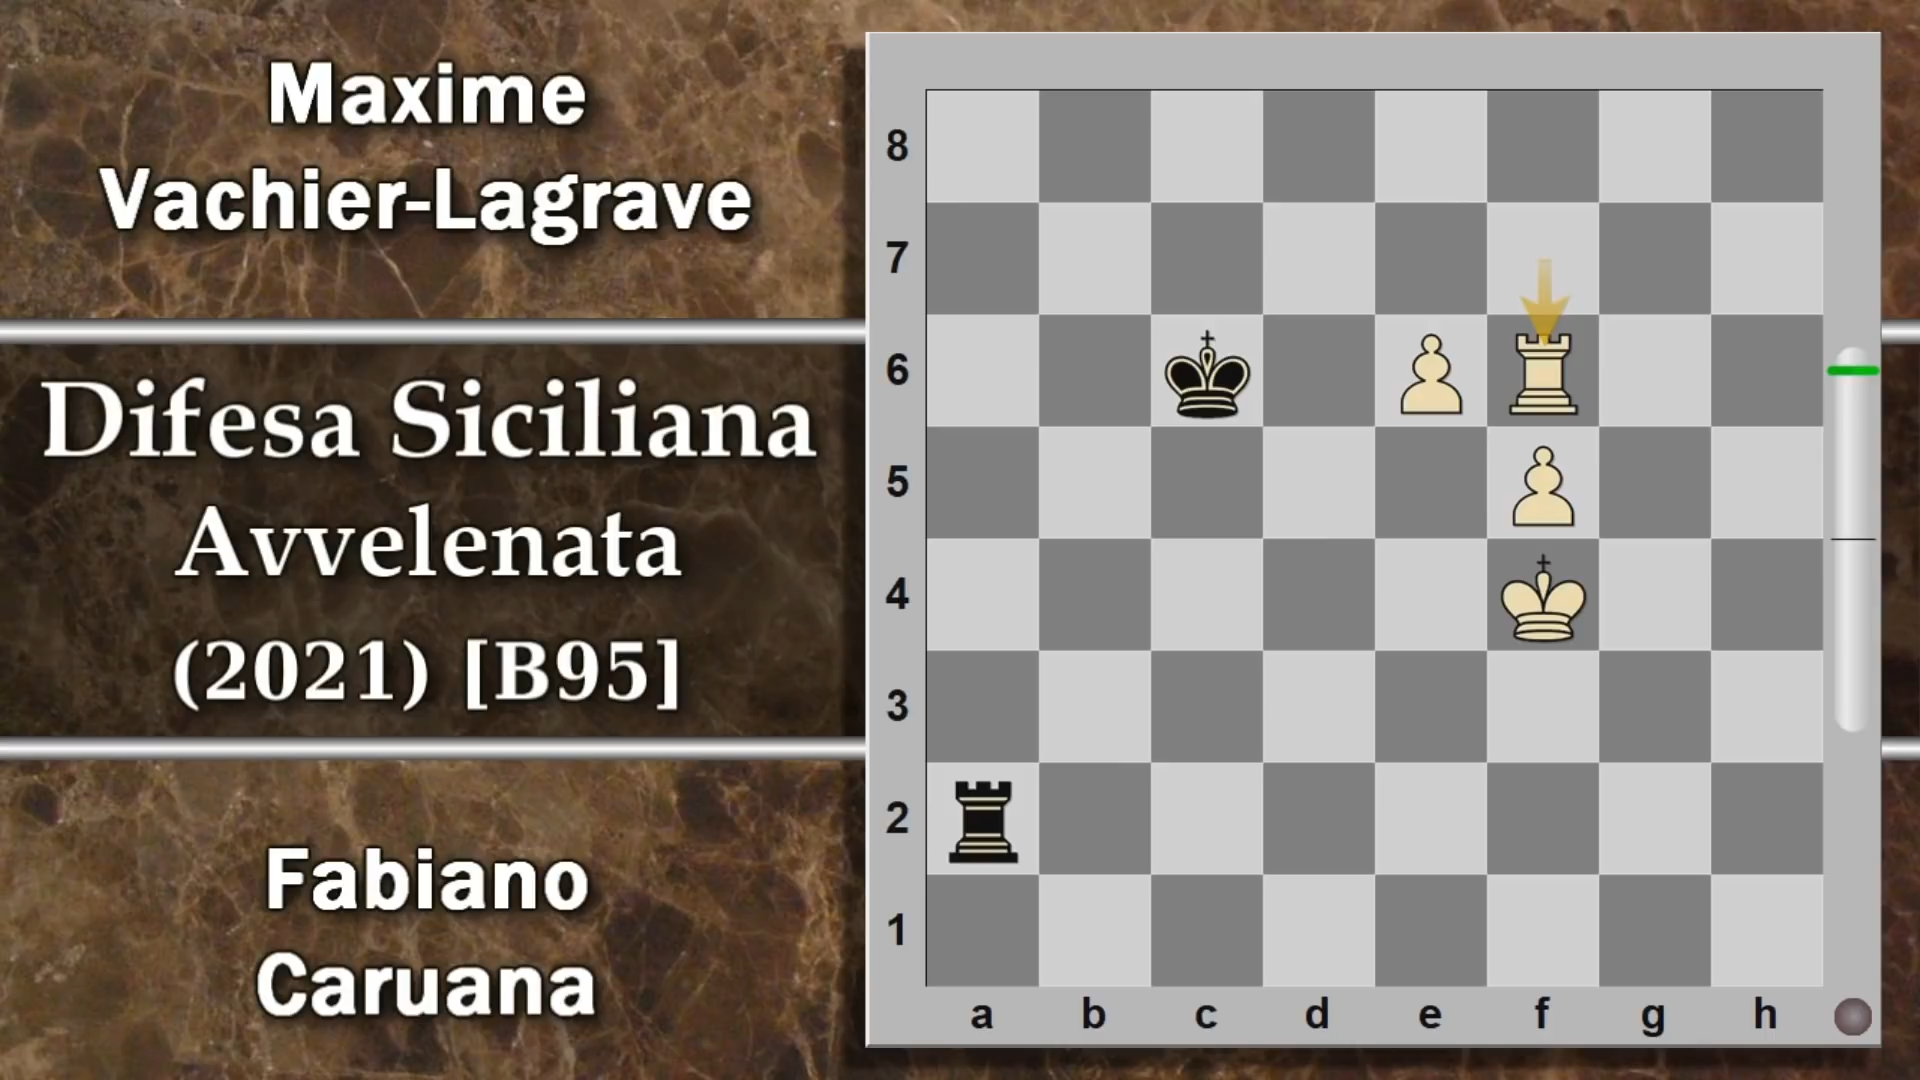 Maxime
Vachier-Lagrave
Difesa Siciliana
Avvelenata
(2021) [B95]
Fabiano
Caruana
8
7
6
5
4
3
2
1
a b c d e f g h